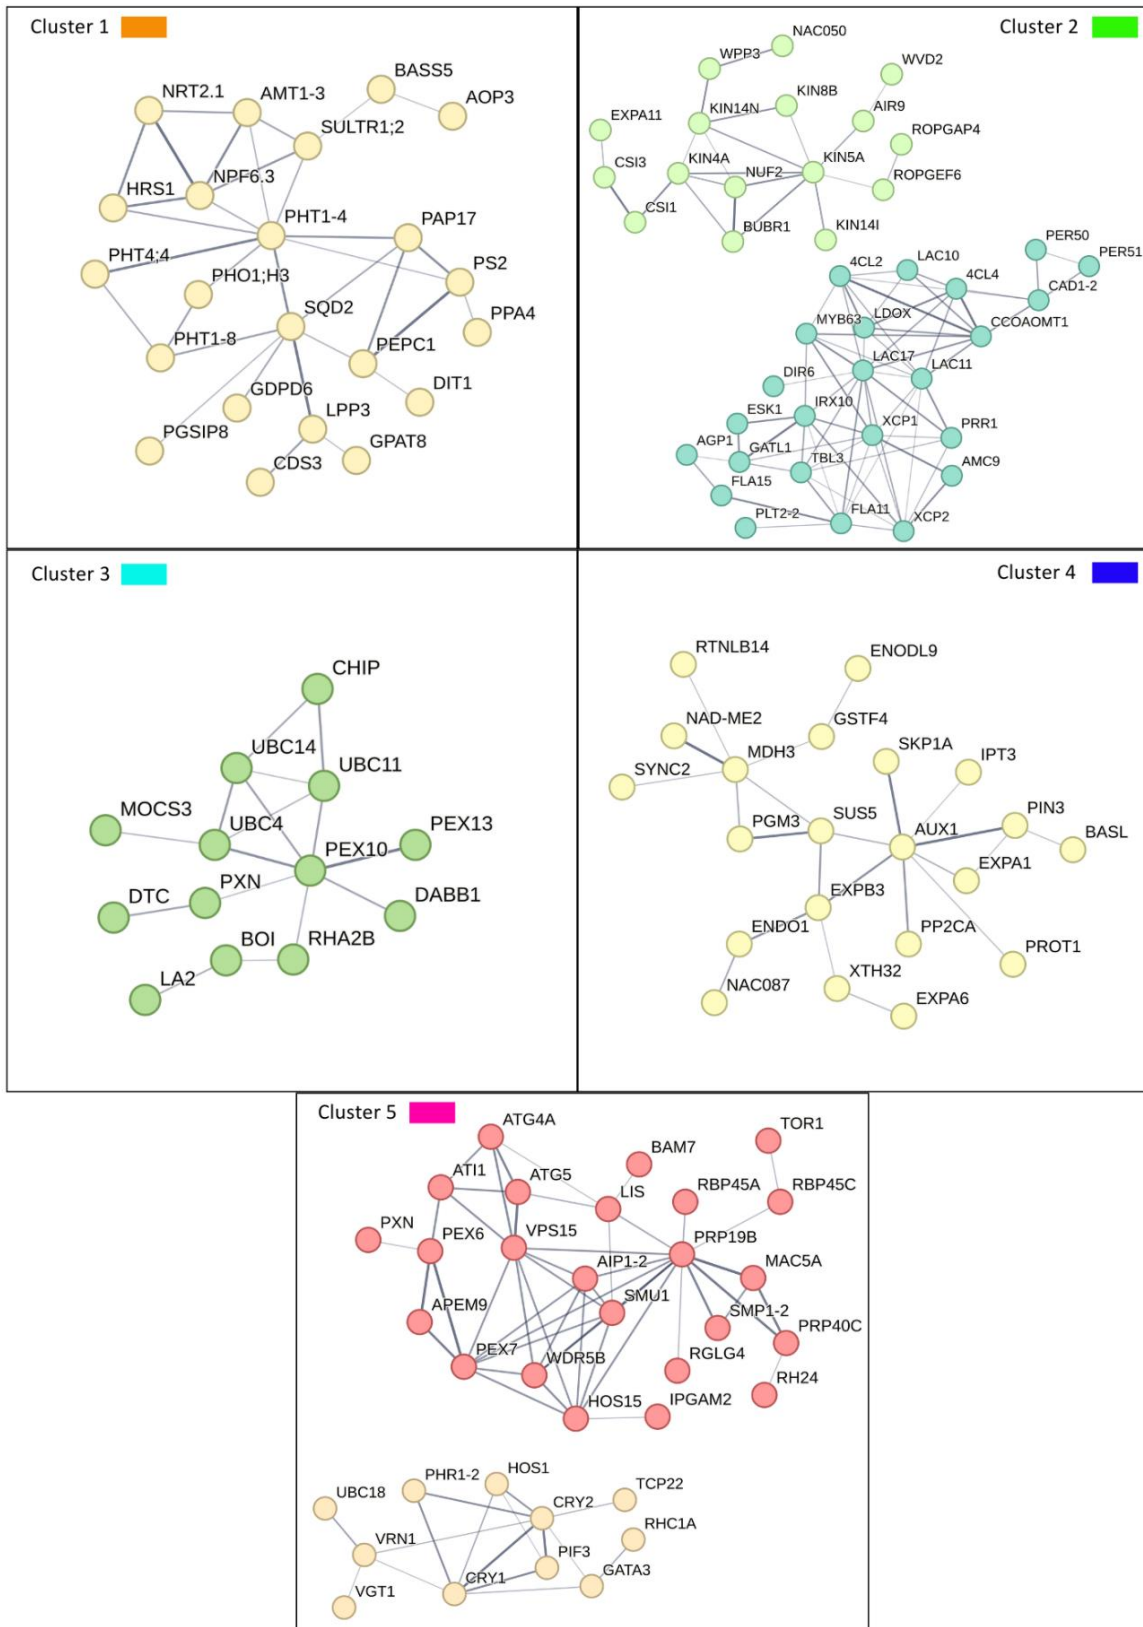 Cluster 1
BASS5
NRT2.1
AMT1-3
AOP3
SULTR1;2
HRS1
NPF6.3
PHT1-4
PAP17
PHT4;4
PHO1;H3
PS2
SQD2
PPA4
PHT1-8
PEPC1
GDPD6
DIT1
LPP3
PGSIP8
GPAT8
CDS3
Cluster 2
NAC050
WPP3
WVD2
KIN8B
EXPA11
KIN14N
AIR9
ROPGAP4
CSI3
KIN4A
NUF2
KIN5A
ROPGEF6
CSI1
BUBR1
KIN14I
PER50
PER51
4CL2
LAC10
4CL4
CAD1-2
MYB63
LDOX
CCOAOMT1
LAC17
DIR6
LAC11
ESK1
IRX10
XCP1
PRR1
AGP1
GATL1
TBL3
AMC9
FLA15
PLT2-2
FLA11
XCP2
Cluster 3
CHIP
UBC14
UBC11
MOCS3
UBC4
PEX13
PEX10
DTC
PXN
DABB1
BOI
RHA2B
LA2
Cluster 4
RTNLB14
ENODL9
NAD-ME2
GSTF4
MDH3
SKP1A
IPT3
SYNC2
PGM3
SUS5
PIN3
AUX1
BASL
EXPA1
EXPB3
ENDO1
PP2CA
PROT1
NAC087
XTH32
EXPA6
Cluster 5
ATG4A
TOR1
BAM7
ATI1
ATG5
LIS
RBP45A
RBP45C
PXN
PEX6
VPS15
PRP19B
AIP1-2
MAC5A
APEM9
SMU1
SMP1-2
PRP40C
PEX7
WDR5B
RGLG4
RH24
HOS15
IPGAM2
PHR1-2
HOS1
UBC18
CRY2
TCP22
VRN1
RHC1A
PIF3
CRY1
GATA3
VGT1